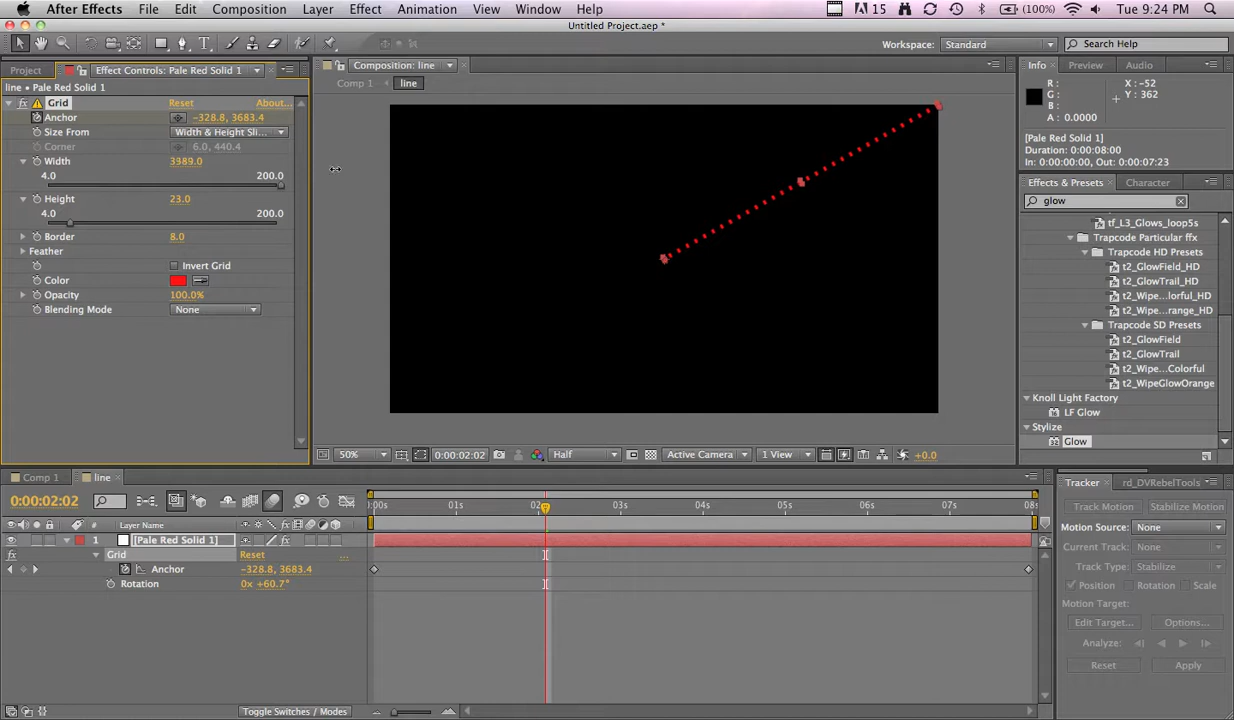 After Effects File Edit Composition Layer Effect Animation View Window Help 15 (100%) Tue 9:24 PM
Untitled Project.aep *
Workspace: Standard Search Help
Project Effect Controls: Pale Red Solid 1
line • Pale Red Solid 1
Grid Reset About...
Anchor -328.8, 3683.4
Size From Width & Height Sli...
Corner 6.0, 440.4
Width 3389.0
4.0 200.0
Height 23.0
4.0 200.0
Border 8.0
Feather
Invert Grid
Color
Opacity 100.0%
Blending Mode None
Composition: line
Comp 1 line
50% 0:00:02:02 Half Active Camera 1 View +0.0
Info Preview Audio
R : X : -52
G : Y : 362
B :
A : 0.0000
[Pale Red Solid 1]
Duration: 0:00:08:00
In: 0:00:00:00, Out: 0:00:07:23
Effects & Presets Character
glow
tf_L3_Glows_loop5s
Trapcode Particular ffx
Trapcode HD Presets
t2_GlowField_HD
t2_GlowTrail_HD
t2_Wipe...lorful_HD
t2_Wipe...range_HD
Trapcode SD Presets
t2_GlowField
t2_GlowTrail
t2_Wipe...Colorful
t2_WipeGlowOrange
Knoll Light Factory
LF Glow
Stylize
Glow
Comp 1 line
0:00:02:02
:00s 01s 02s 03s 04s 05s 06s 07s 08s
# Layer Name
1 [Pale Red Solid 1]
Grid Reset ...
Anchor -328.8, 3683.4
Rotation 0x +60.7°
Toggle Switches / Modes
Tracker rd_DVRebelTools
Track Motion Stabilize Motion
Motion Source: None
Current Track: None
Track Type: Stabilize
Position Rotation Scale
Motion Target:
Edit Target... Options...
Analyze:
Reset Apply